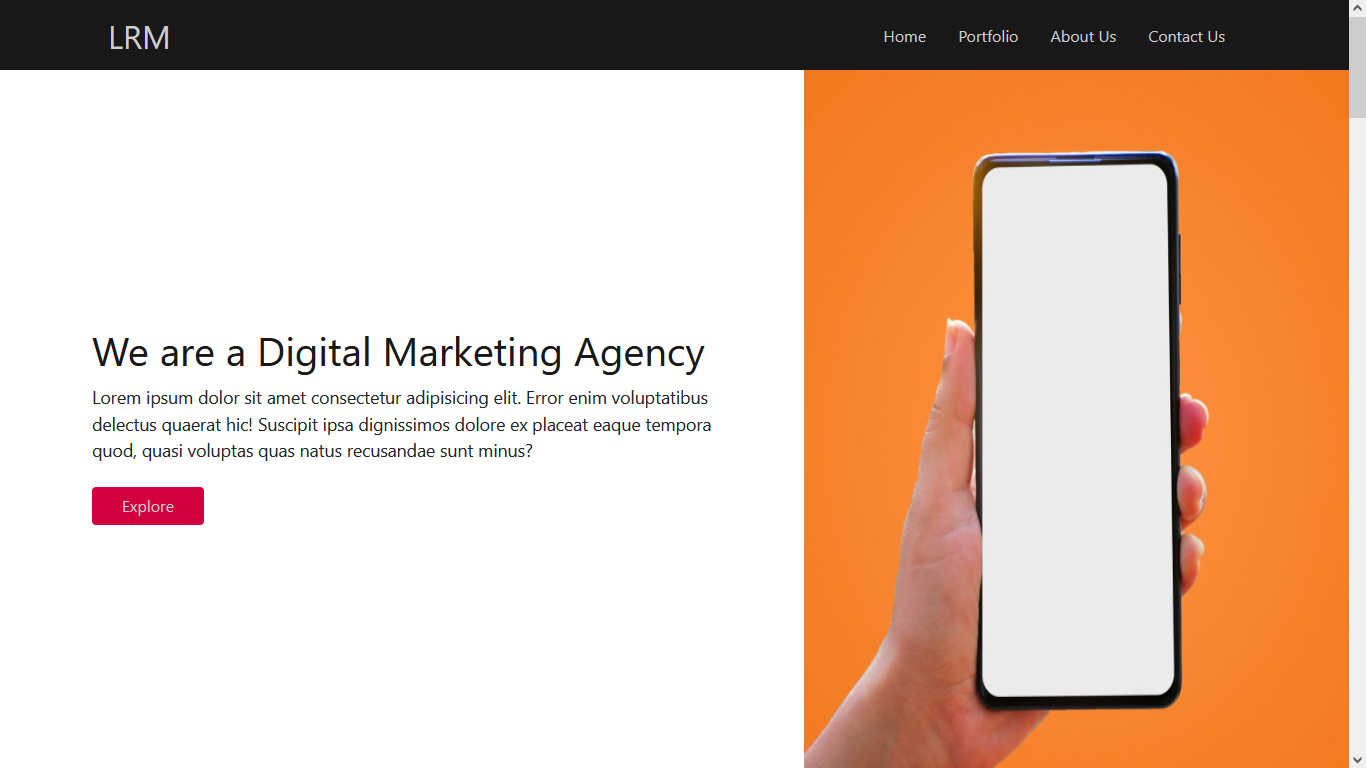 LRM
Home
Portfolio
About Us
Contact Us
We are a Digital Marketing Agency
Lorem ipsum dolor sit amet consectetur adipisicing elit. Error enim voluptatibus
delectus quaerat hic! Suscipit ipsa dignissimos dolore ex placeat eaque tempora
quod, quasi voluptas quas natus recusandae sunt minus?
Explore